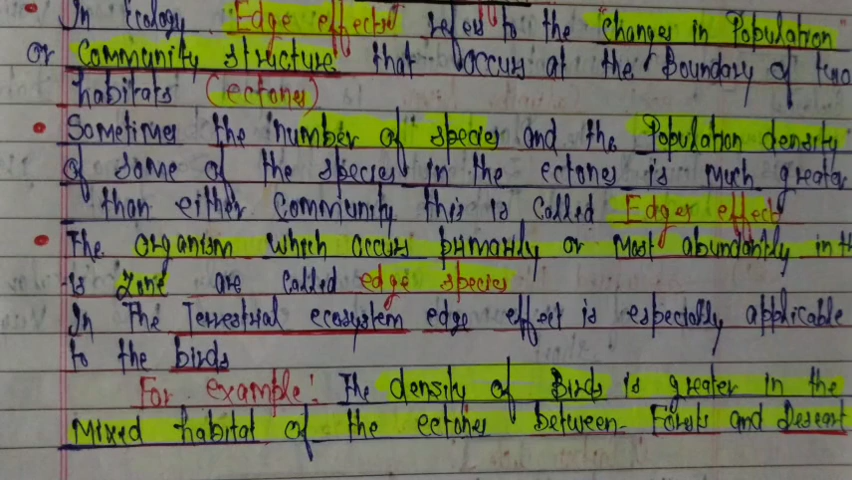 In Ecology Edge effects refers to the "changes in Population
or Community structure" that occurs at the Boundary of two
habitats (ectones)
Sometimes the number of species and the Population density
of some of the species in the ectones is much greater
than either Community this is called Edges effect
The organism which occurs primarily or Most abundantly in th
is zone are called edge species
In The Terrestrial ecosystem edge effect is especially applicable
to the birds
For example: The density of Birds is greater in the
Mixed habitat of the ectones between Forests and Deseart